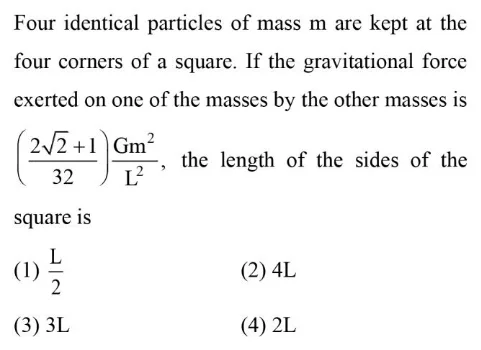 Four identical particles of mass m are kept at the
four corners of a square. If the gravitational force
exerted on one of the masses by the other masses is
(2√2 +1 / 32) Gm² / L², the length of the sides of the
square is
(1) L/2 (2) 4L
(3) 3L (4) 2L